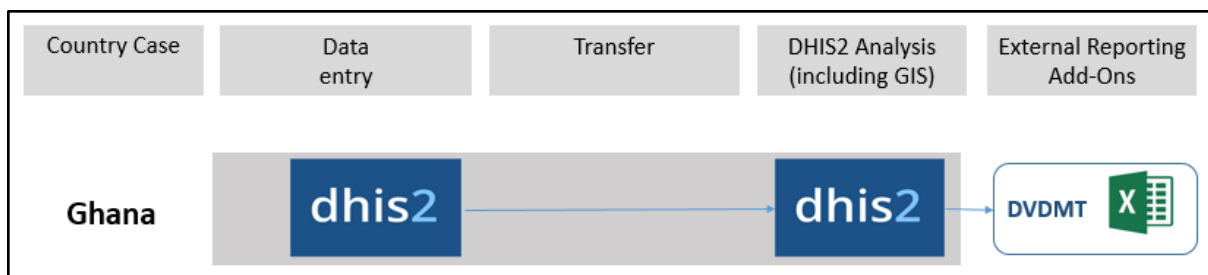 Country Case
Data
entry
Transfer
DHIS2 Analysis
(including GIS)
External Reporting
Add-Ons
Ghana
dhis2
dhis2
DVDMT
X